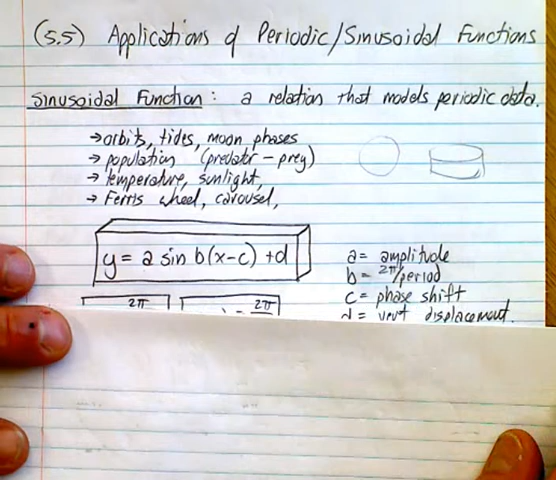 (5.5) Applications of Periodic/Sinusoidal Functions
Sinusoidal Function: a relation that models periodic data.
→ orbits, tides, moon phases
→ population (predator - prey)
→ temperature, sunlight,
→ Ferris wheel, carousel,
y = a sin b(x-c) + d
a = amplitude
b = 2π/period
c = phase shift
d = vert displacement.
2π 2π